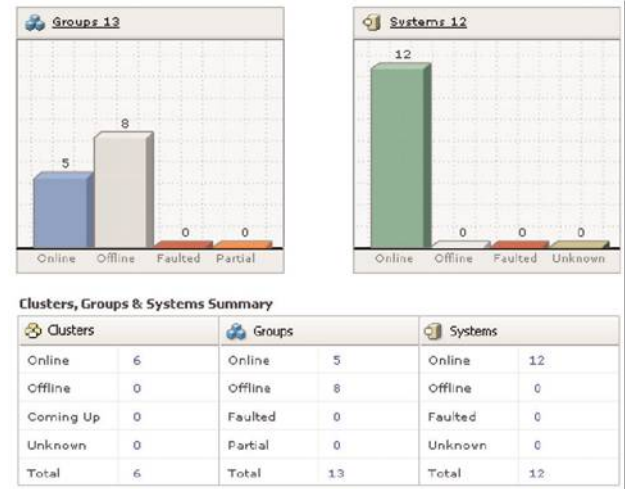 Groups 13
5
8
0
0
Online Offline Faulted Partial
Systems 12
12
0
0
0
Online Offline Faulted Unknown
Clusters, Groups & Systems Summary
Clusters Groups Systems
Online 6 Online 5 Online 12
Offline 0 Offline 8 Offline 0
Coming Up 0 Faulted 0 Faulted 0
Unknown 0 Partial 0 Unknown 0
Total 6 Total 13 Total 12